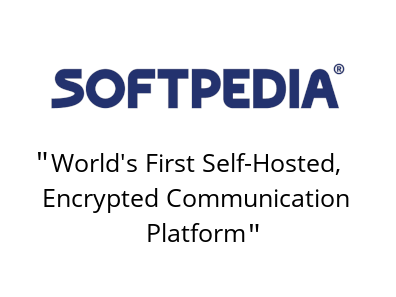 SOFTPEDIA®
"World's First Self-Hosted,
Encrypted Communication
Platform"